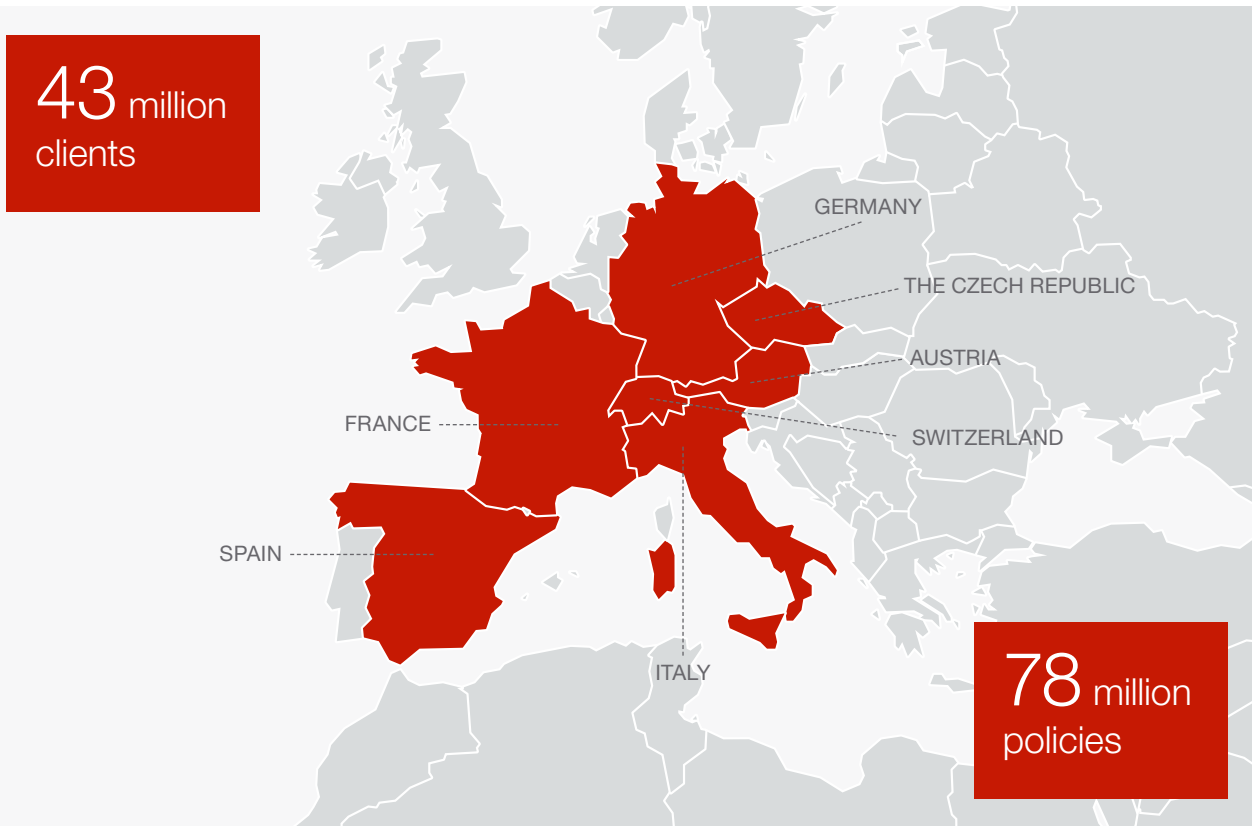 43 million
clients
GERMANY
THE CZECH REPUBLIC
AUSTRIA
FRANCE
SWITZERLAND
SPAIN
ITALY
78 million
policies